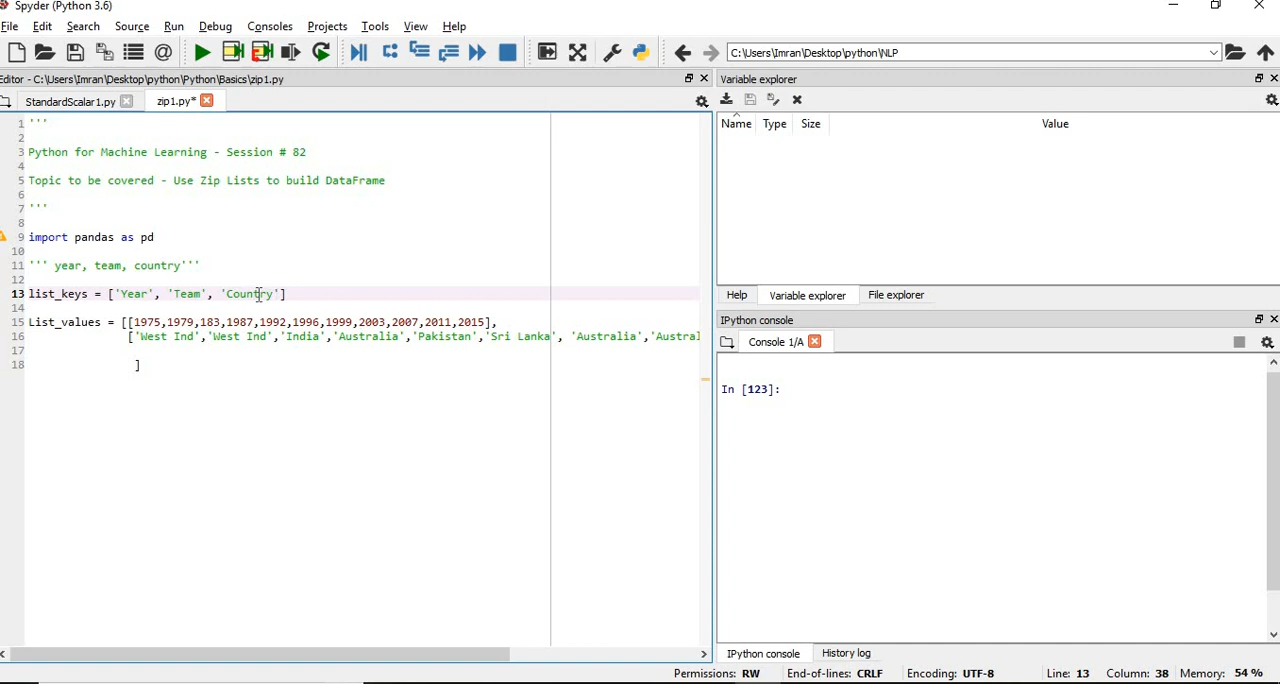 Spyder (Python 3.6)
File Edit Search Source Run Debug Consoles Projects Tools View Help
C:\Users\Imran\Desktop\python\NLP
Editor - C:\Users\Imran\Desktop\python\Python\Basics\zip1.py
StandardScalar1.py zip1.py*
1 '''
2
3 Python for Machine Learning - Session # 82
4
5 Topic to be covered - Use Zip Lists to build DataFrame
6
7 '''
8
9 import pandas as pd
10
11 ''' year, team, country'''
12
13 list_keys = ['Year', 'Team', 'Country']
14
15 List_values = [[1975,1979,183,1987,1992,1996,1999,2003,2007,2011,2015],
16 ['West Ind','West Ind','India','Australia','Pakistan','Sri Lanka', 'Australia','Austral
17
18 ]
Variable explorer
Name Type Size Value
Help Variable explorer File explorer
IPython console
Console 1/A
In [123]:
IPython console History log
Permissions: RW End-of-lines: CRLF Encoding: UTF-8 Line: 13 Column: 38 Memory: 54 %